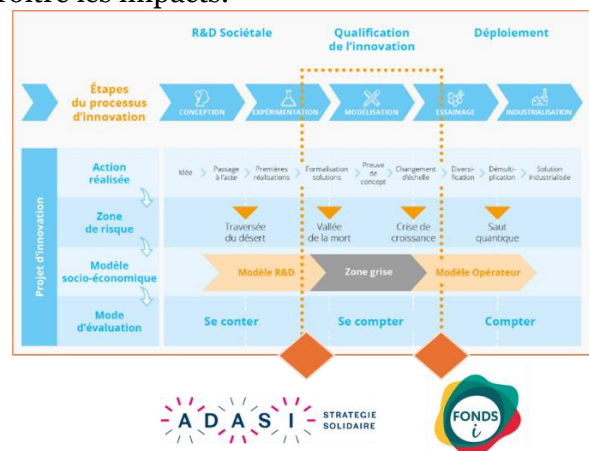 roître les impacts.
R&D Sociétale
Qualification
de l'innovation
Déploiement
Étapes
du processus
d'innovation
CONCEPTION
EXPÉRIMENTATION
MODÉLISATION
ESSAIMAGE
INDUSTRIALISATION
Projet d'innovation
Action
réalisée
Idée
Passage
à l'acte
Premières
réalisations
Formalisation
solutions
Preuve
de
concept
Changement
d'échelle
Diversi-
fication
Démulti-
plication
Solution
industrialisée
Zone
de risque
Traversée
du désert
Vallée
de la mort
Crise de
croissance
Saut
quantique
Modèle
socio-économique
Modèle R&D
Zone grise
Modèle Opérateur
Mode
d'évaluation
Se conter
Se compter
Compter
ADASI
STRATEGIE
SOLIDAIRE
FONDS
i